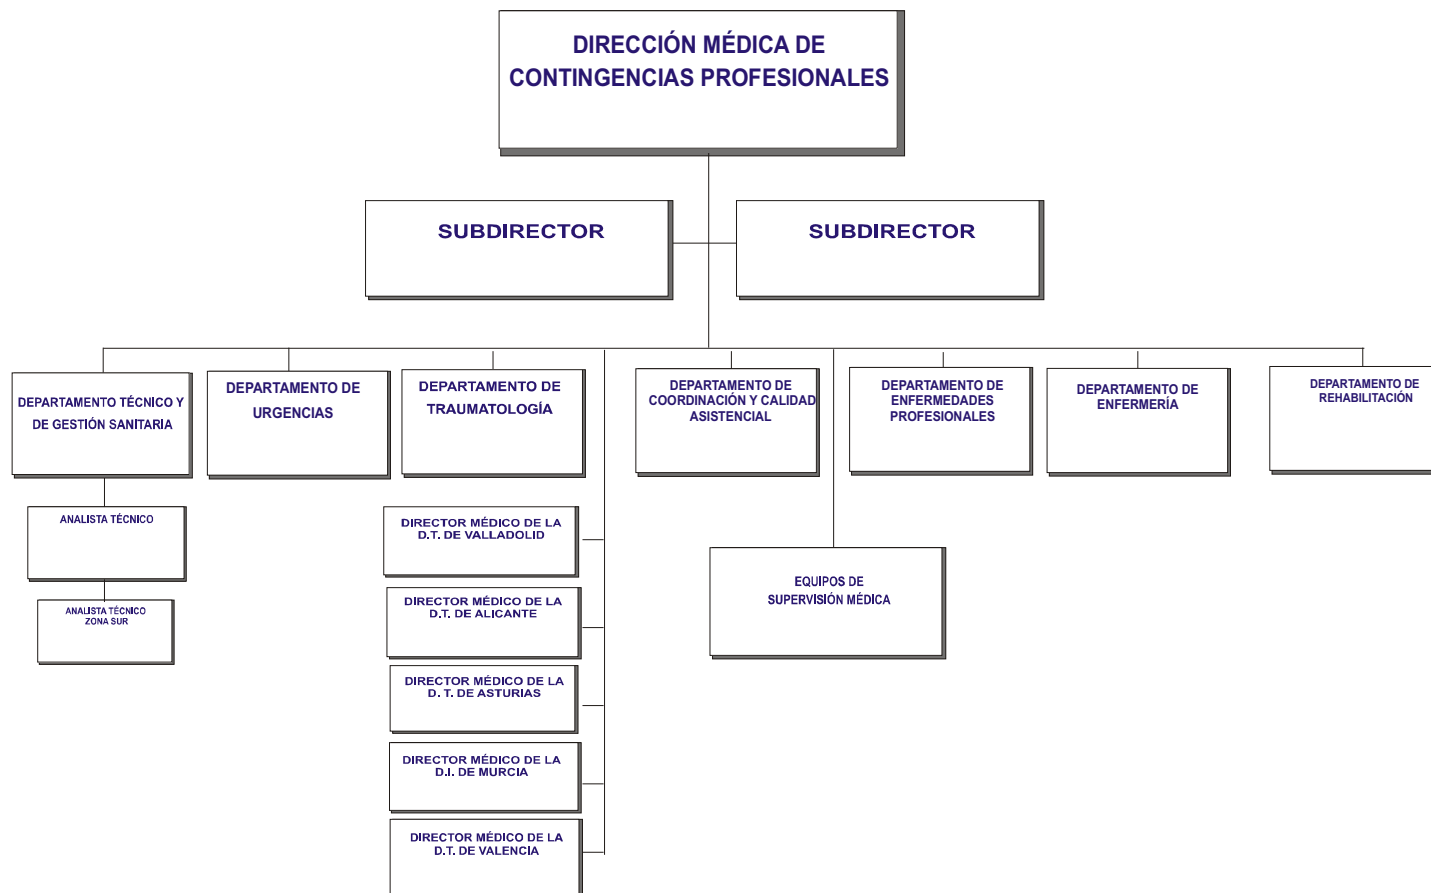 DIRECCIÓN MÉDICA DE
CONTINGENCIAS PROFESIONALES
SUBDIRECTOR
SUBDIRECTOR
DEPARTAMENTO TÉCNICO Y
DE GESTIÓN SANITARIA
DEPARTAMENTO DE
URGENCIAS
DEPARTAMENTO DE
TRAUMATOLOGÍA
DEPARTAMENTO DE
COORDINACIÓN Y CALIDAD
ASISTENCIAL
DEPARTAMENTO DE
ENFERMEDADES
PROFESIONALES
DEPARTAMENTO DE
ENFERMERÍA
DEPARTAMENTO DE
REHABILITACIÓN
ANALISTA TÉCNICO
ANALISTA TÉCNICO
ZONA SUR
DIRECTOR MÉDICO DE LA
D.T. DE VALLADOLID
DIRECTOR MÉDICO DE LA
D.T. DE ALICANTE
DIRECTOR MÉDICO DE LA
D. T. DE ASTURIAS
DIRECTOR MÉDICO DE LA
D.I. DE MURCIA
DIRECTOR MÉDICO DE LA
D.T. DE VALENCIA
EQUIPOS DE
SUPERVISIÓN MÉDICA